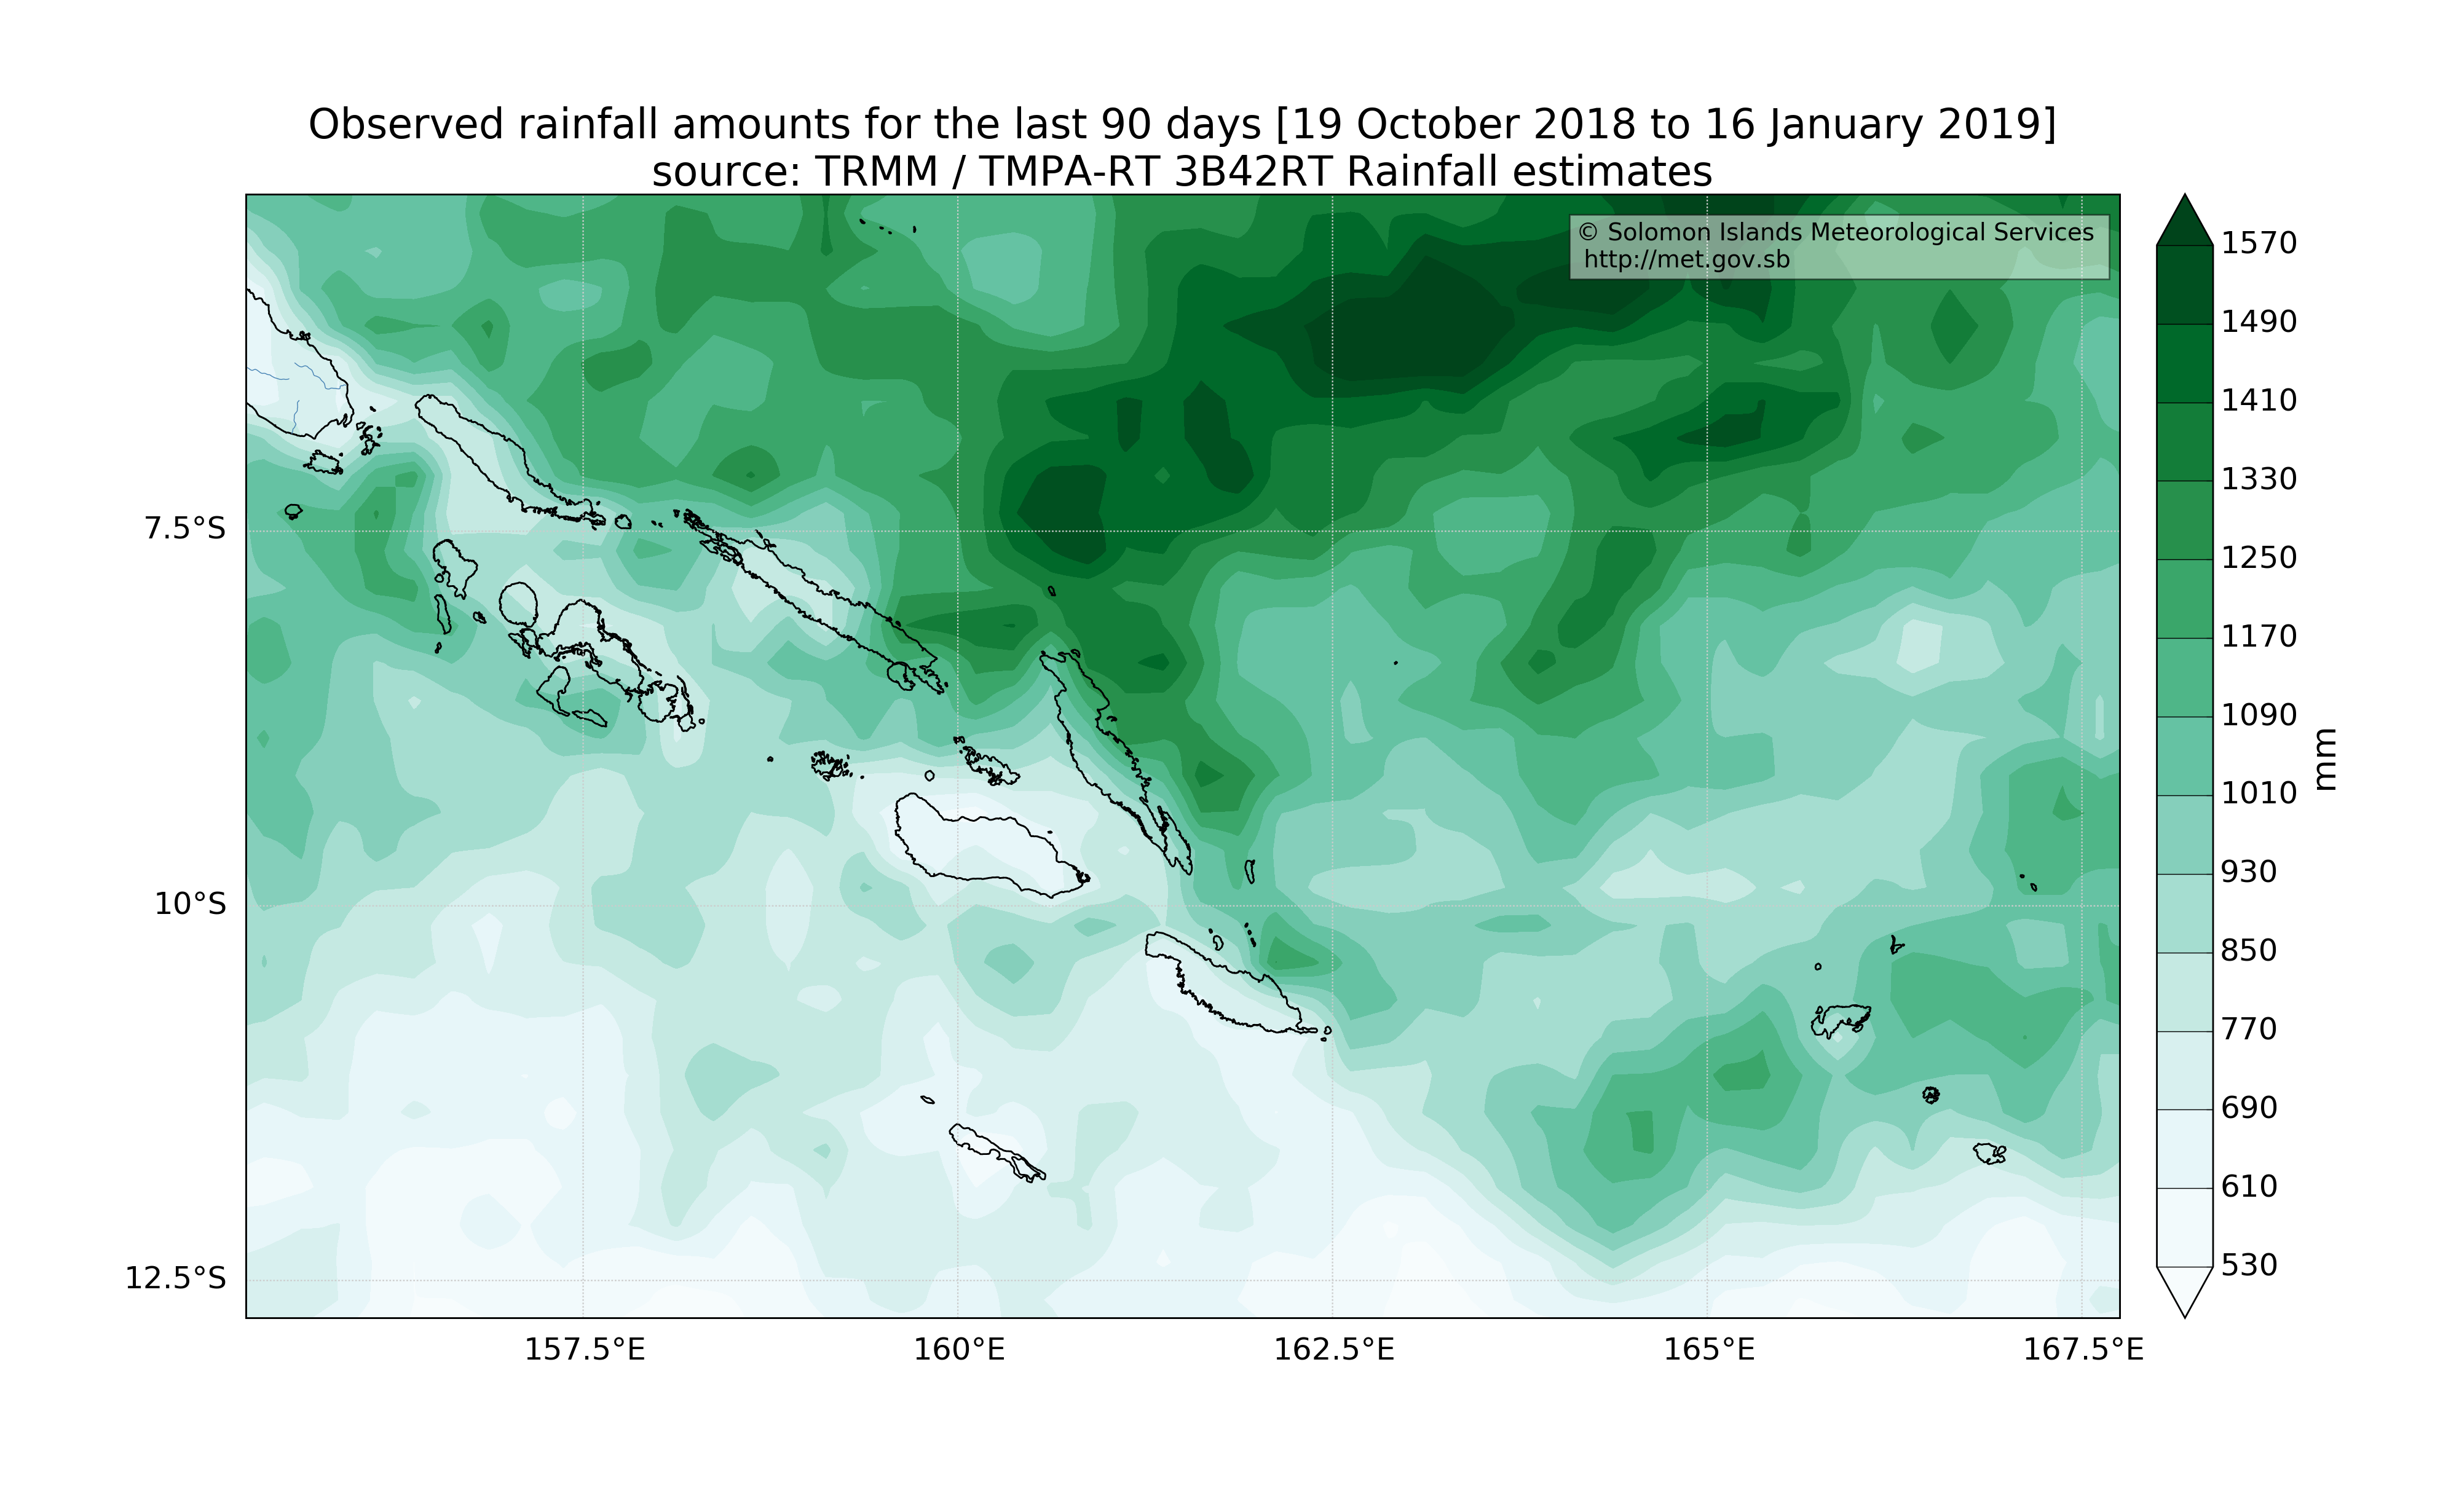 Observed rainfall amounts for the last 90 days [19 October 2018 to 16 January 2019]
source: TRMM / TMPA-RT 3B42RT Rainfall estimates
© Solomon Islands Meteorological Services
http://met.gov.sb
7.5°S
10°S
12.5°S
157.5°E
160°E
162.5°E
165°E
167.5°E
1570
1490
1410
1330
1250
1170
1090
1010
930
850
770
690
610
530
mm